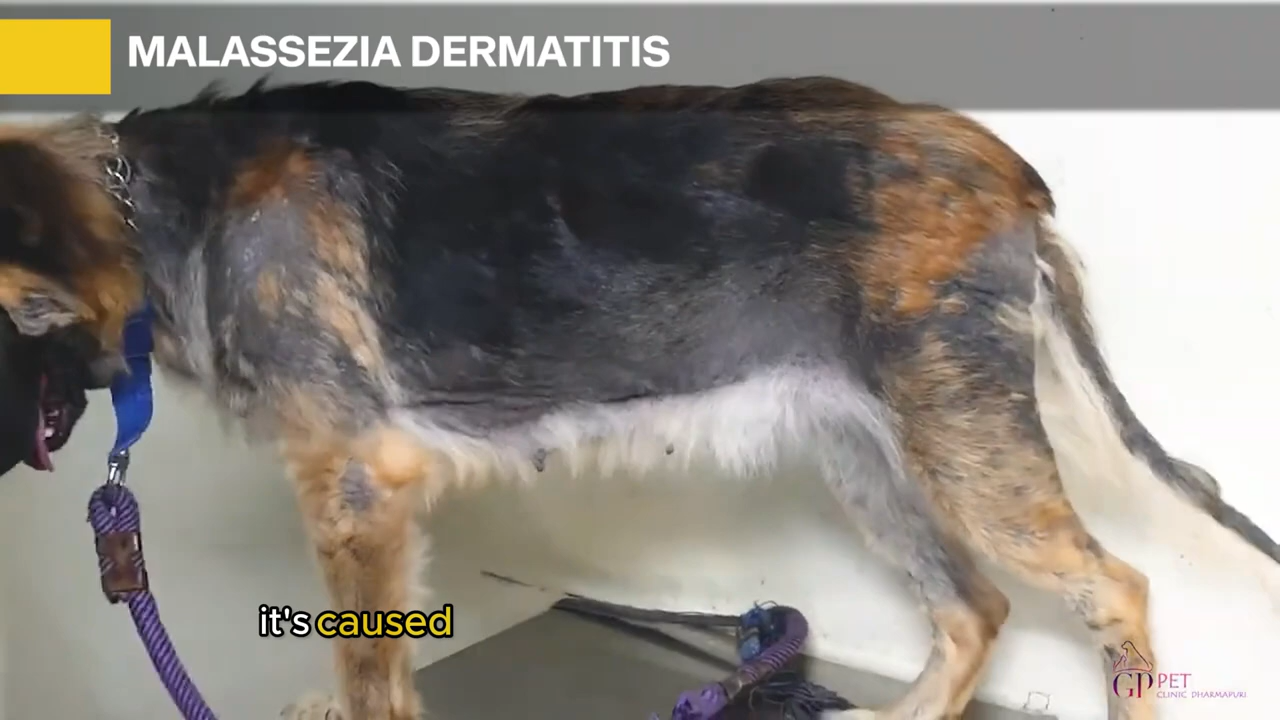 MALASSEZIA DERMATITIS
it's caused
GP PET
CLINIC DHARMAPURI